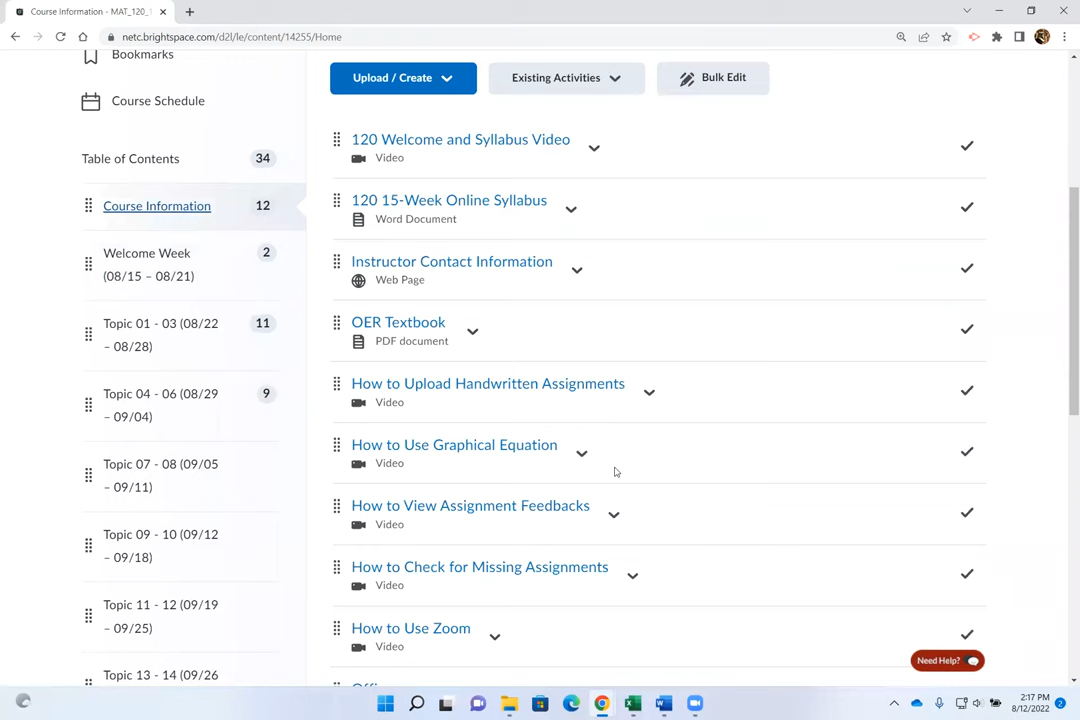 Course Information - MAT_120_1
netc.brightspace.com/d2l/le/content/14255/Home
Bookmarks
Course Schedule
Table of Contents 34
Course Information 12
Welcome Week 2
(08/15 – 08/21)
Topic 01 - 03 (08/22 11
– 08/28)
Topic 04 - 06 (08/29 9
– 09/04)
Topic 07 - 08 (09/05
– 09/11)
Topic 09 - 10 (09/12
– 09/18)
Topic 11 - 12 (09/19
– 09/25)
Topic 13 - 14 (09/26
Upload / Create
Existing Activities
Bulk Edit
120 Welcome and Syllabus Video
Video
120 15-Week Online Syllabus
Word Document
Instructor Contact Information
Web Page
OER Textbook
PDF document
How to Upload Handwritten Assignments
Video
How to Use Graphical Equation
Video
How to View Assignment Feedbacks
Video
How to Check for Missing Assignments
Video
How to Use Zoom
Video
Need Help?
2:17 PM
8/12/2022
2